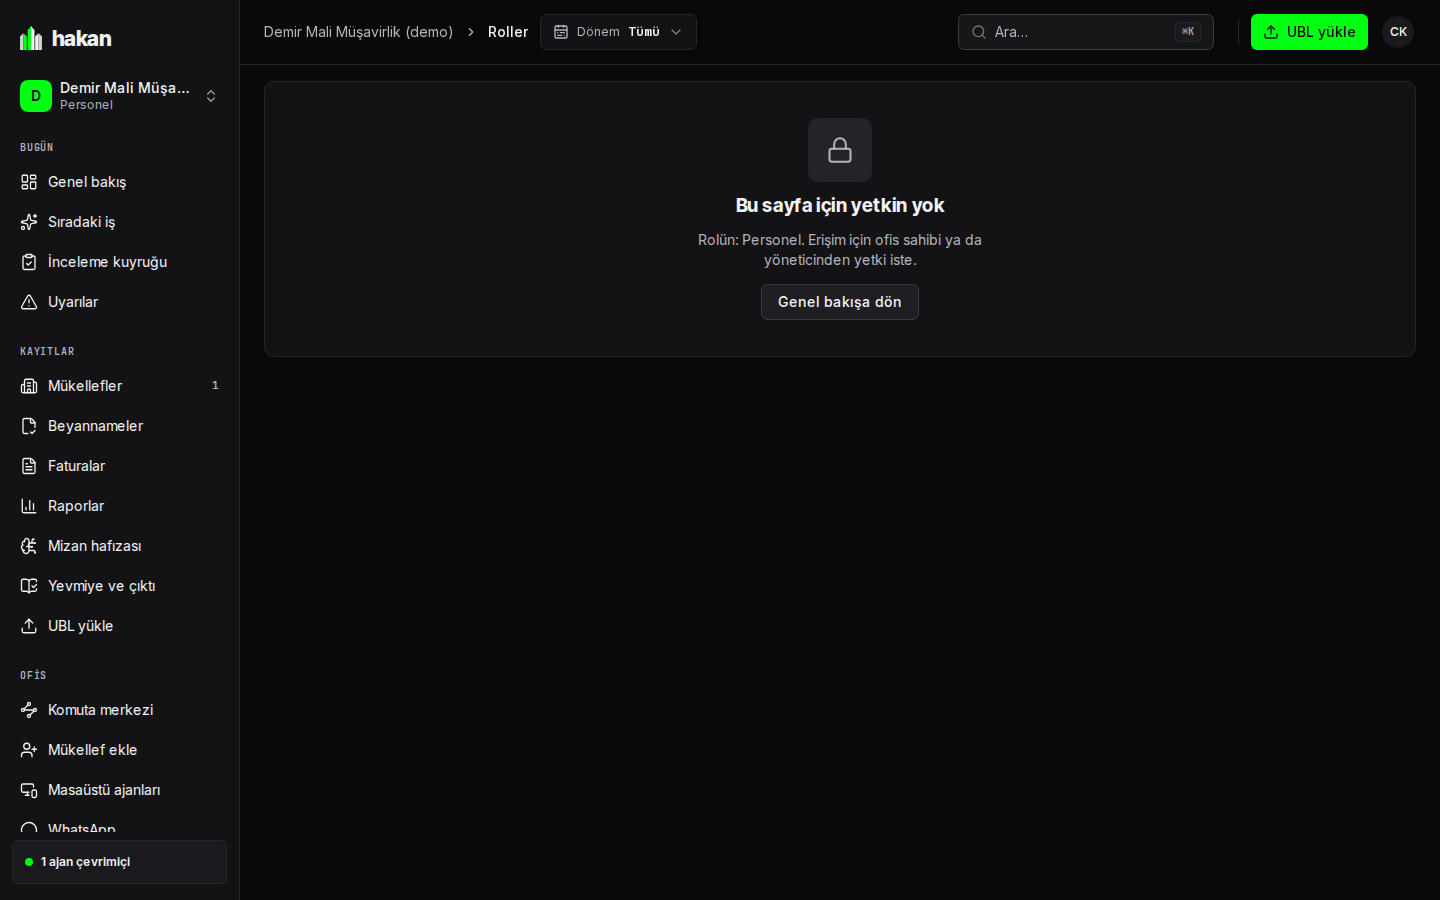 hakan
Demir Mali Müşavirlik (demo) > Roller
Dönem Tümü
Ara...
⌘K
UBL yükle
CK
D
Demir Mali Müşa...
Personel
BUGÜN
Genel bakış
Sıradaki iş
İnceleme kuyruğu
Uyarılar
KAYITLAR
Mükellefler 1
Beyannameler
Faturalar
Raporlar
Mizan hafızası
Yevmiye ve çıktı
UBL yükle
OFİS
Komuta merkezi
Mükellef ekle
Masaüstü ajanları
WhatsApp
1 ajan çevrimiçi
Bu sayfa için yetkin yok
Rolün: Personel. Erişim için ofis sahibi ya da
yöneticinden yetki iste.
Genel bakışa dön